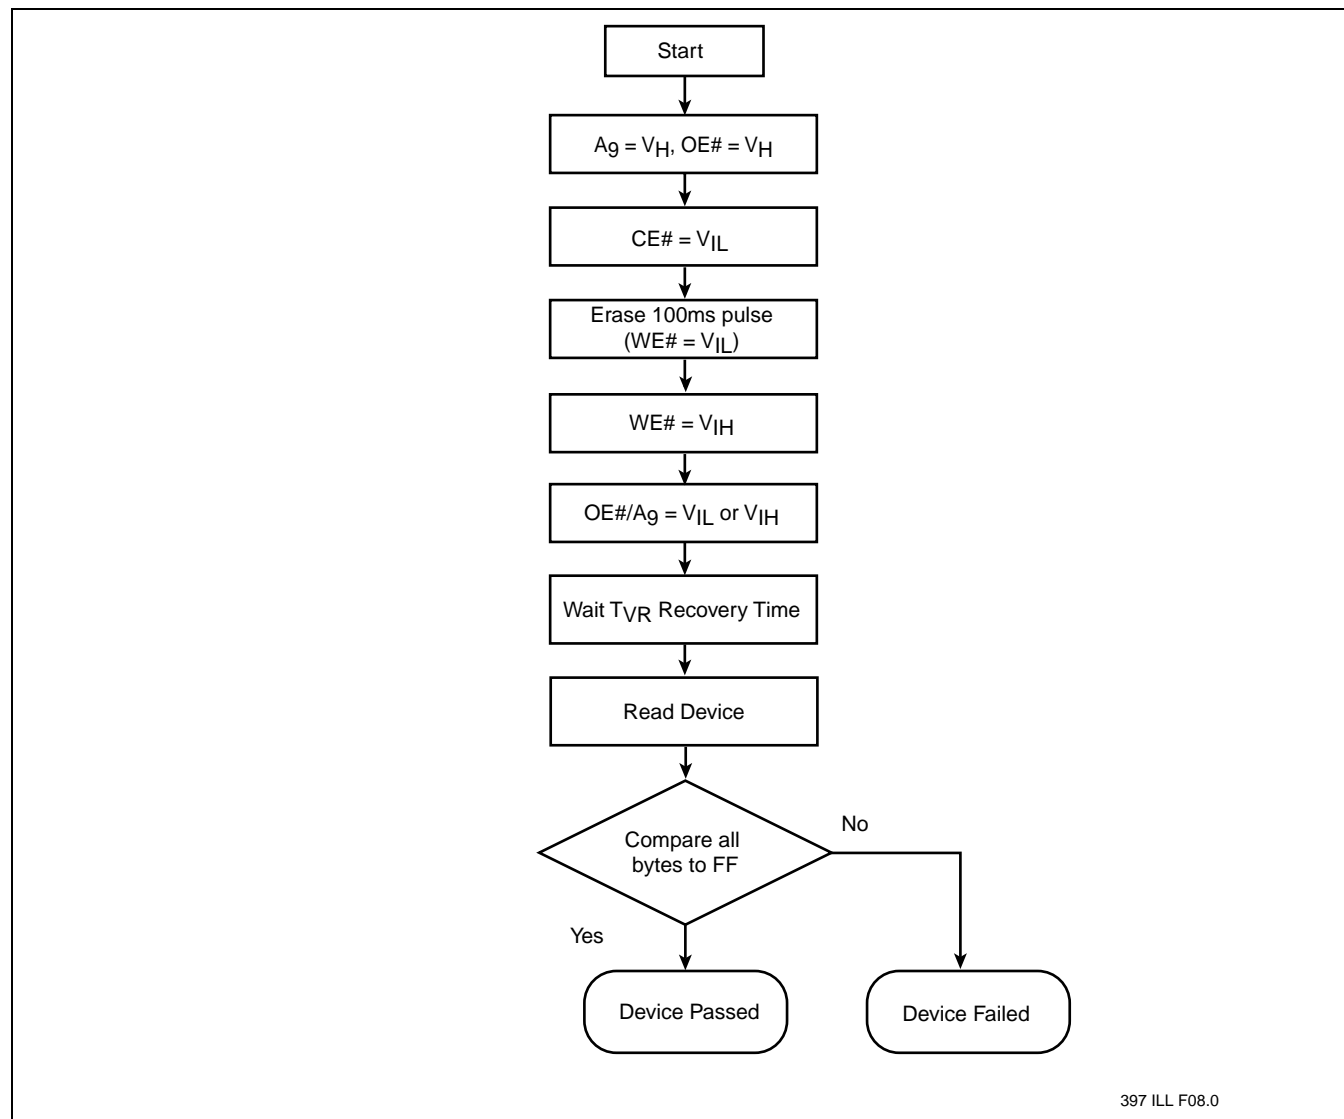 Start
A9 = VH, OE# = VH
CE# = VIL
Erase 100ms pulse
(WE# = VIL)
WE# = VIH
OE#/A9 = VIL or VIH
Wait TVR Recovery Time
Read Device
Compare all
bytes to FF
No
Yes
Device Passed
Device Failed
397 ILL F08.0